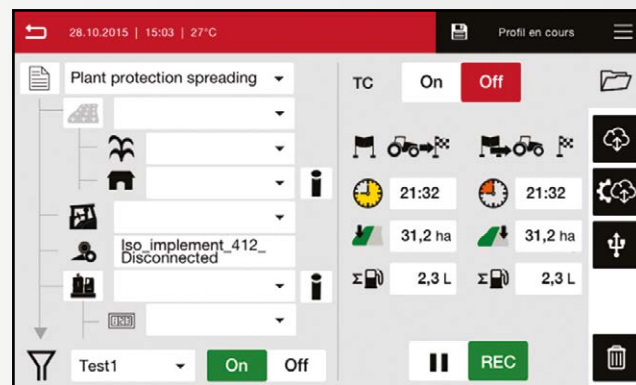 28.10.2015 | 15:03 | 27°C
Profil en cours
Plant protection spreading
TC
On
Off
21:32
21:32
31,2 ha
31,2 ha
Iso_implement_412_
Disconnected
Σ
2,3 L
Σ
2,3 L
Test1
On
Off
REC